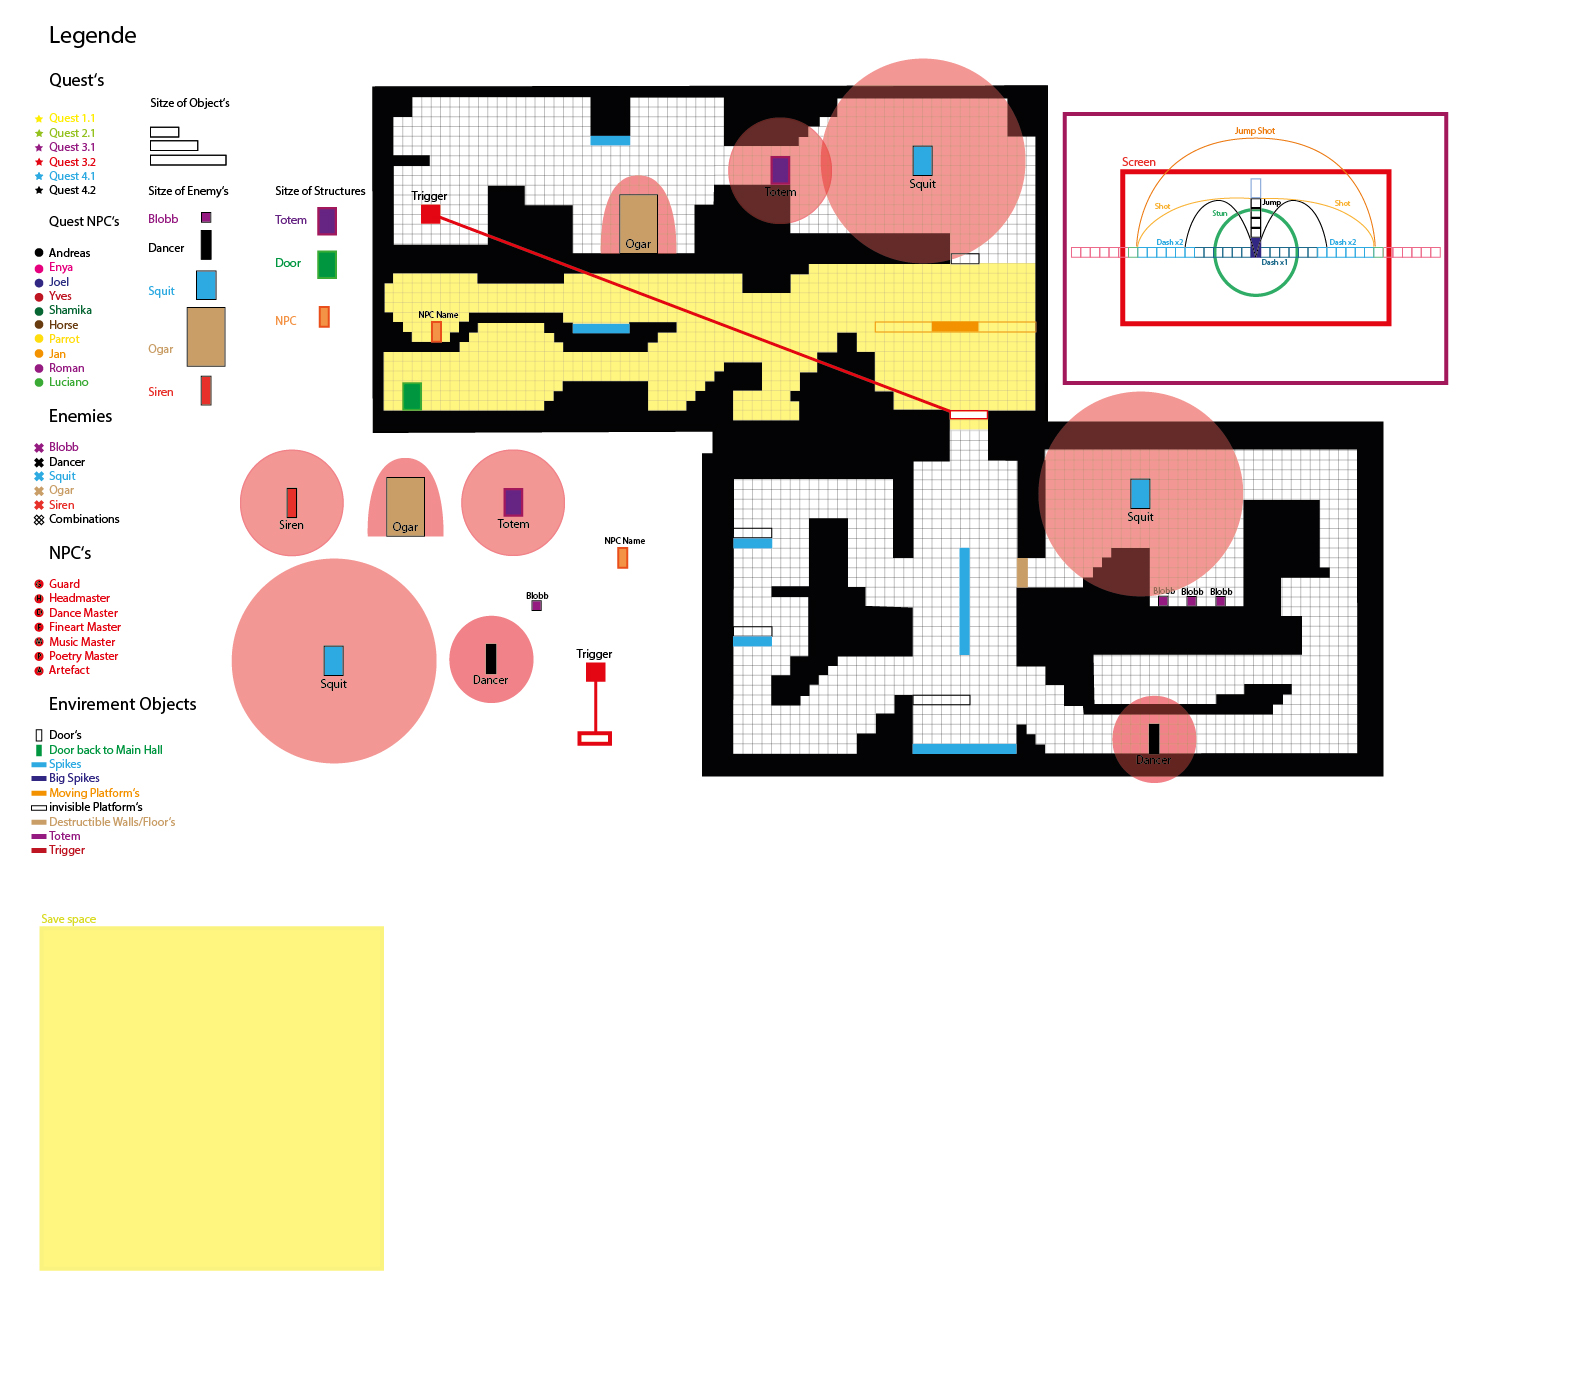 Legende
Quest's
Quest 1.1
Quest 2.1
Quest 3.1
Quest 3.2
Quest 4.1
Quest 4.2
Quest NPC's
Andreas
Enya
Joel
Yves
Shamika
Horse
Parrot
Jan
Roman
Luciano
Enemies
Blobb
Dancer
Squit
Ogar
Siren
Combinations
NPC's
Guard
Headmaster
Dance Master
Fineart Master
Music Master
Poetry Master
Artefact
Envirement Objects
Door's
Door back to Main Hall
Spikes
Big Spikes
Moving Platform's
invisible Platform's
Destructible Walls/Floor's
Totem
Trigger
Save space
Sitze of Object's
Sitze of Enemy's
Blobb
Dancer
Squit
Ogar
Siren
Sitze of Structures
Totem
Door
NPC
Trigger
Ogar
Totem
Squit
NPC Name
Siren
Ogar
Totem
NPC Name
Blobb
Squit
Dancer
Trigger
Squit
Blobb
Blobb
Blobb
Dancer
Jump Shot
Screen
Shot
Stun
Jump
Shot
Dash x2
Dash x2
Dash x1